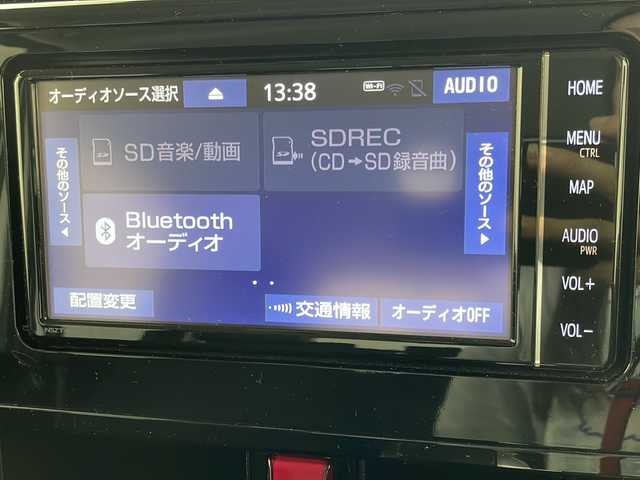 オーディオソース選択
13:38
Wi-Fi
AUDIO
その他のソース
SD音楽/動画
SDREC
(CD→SD録音曲)
その他のソース
Bluetooth
オーディオ
配置変更
交通情報
オーディオOFF
HOME
MENU
CTRL
MAP
AUDIO
PWR
VOL+
VOL-